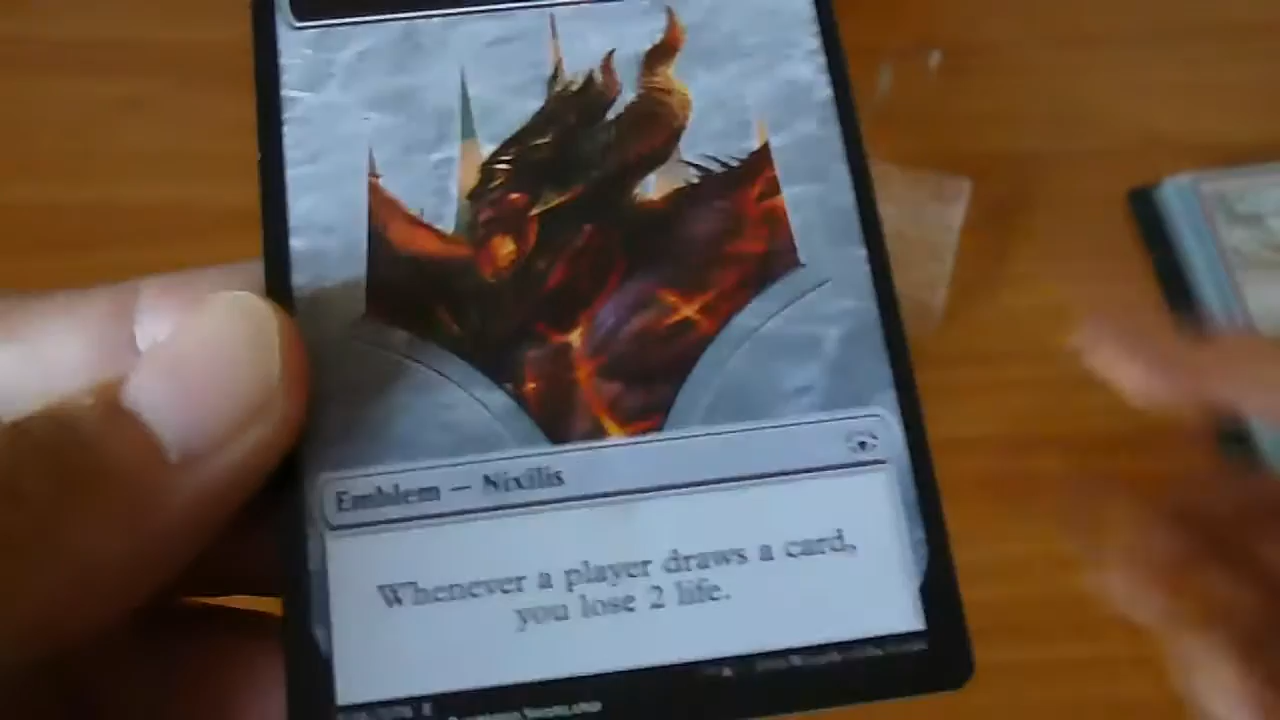 Emblem — Nixilis
Whenever a player draws a card,
you lose 2 life.